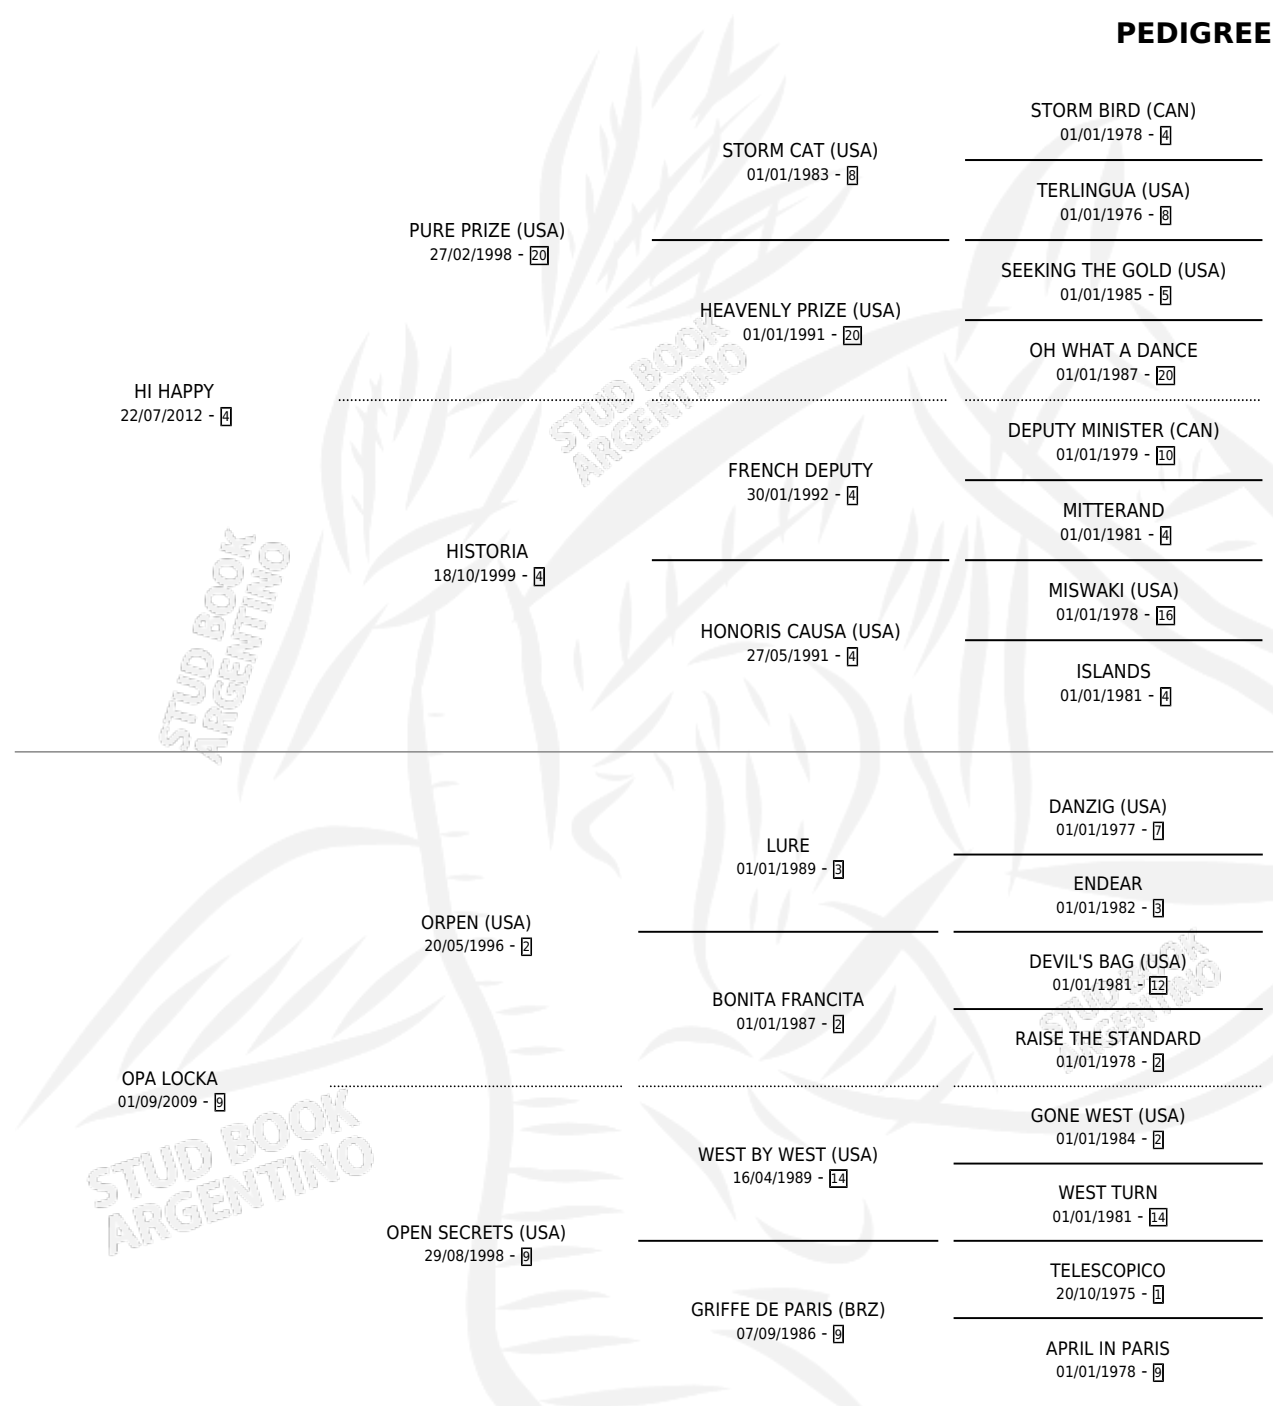 PEDIGREE
STORM BIRD (CAN)
01/01/1978 - 4
STORM CAT (USA)
01/01/1983 - 8
TERLINGUA (USA)
01/01/1976 - 8
PURE PRIZE (USA)
27/02/1998 - 20
SEEKING THE GOLD (USA)
01/01/1985 - 5
HEAVENLY PRIZE (USA)
01/01/1991 - 20
OH WHAT A DANCE
01/01/1987 - 20
HI HAPPY
22/07/2012 - 4
DEPUTY MINISTER (CAN)
01/01/1979 - 10
FRENCH DEPUTY
30/01/1992 - 4
MITTERAND
01/01/1981 - 4
HISTORIA
18/10/1999 - 4
MISWAKI (USA)
01/01/1978 - 16
HONORIS CAUSA (USA)
27/05/1991 - 4
ISLANDS
01/01/1981 - 4
DANZIG (USA)
01/01/1977 - 7
LURE
01/01/1989 - 3
ENDEAR
01/01/1982 - 3
ORPEN (USA)
20/05/1996 - 2
DEVIL'S BAG (USA)
01/01/1981 - 12
BONITA FRANCITA
01/01/1987 - 2
RAISE THE STANDARD
01/01/1978 - 2
OPA LOCKA
01/09/2009 - 9
GONE WEST (USA)
01/01/1984 - 2
WEST BY WEST (USA)
16/04/1989 - 14
WEST TURN
01/01/1981 - 14
OPEN SECRETS (USA)
29/08/1998 - 9
TELESCOPICO
20/10/1975 - 1
GRIFFE DE PARIS (BRZ)
07/09/1986 - 9
APRIL IN PARIS
01/01/1978 - 9
STUD BOOK
ARGENTINO
STUD BOOK
ARGENTINO
STUD BOOK
ARGENTINO
STUD BOOK
ARGENTINO